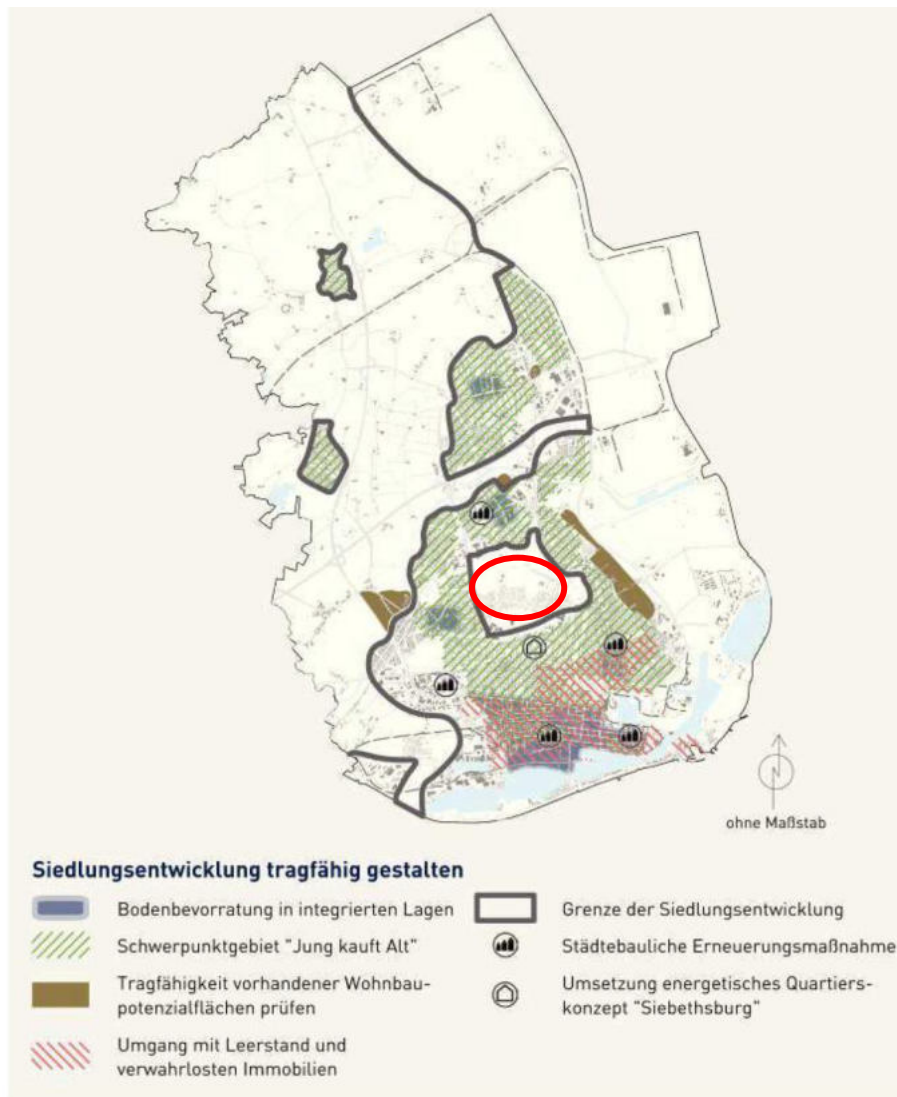 ohne Maßstab
Siedlungsentwicklung tragfähig gestalten
Bodenbevorratung in integrierten Lagen
Schwerpunktgebiet "Jung kauft Alt"
Tragfähigkeit vorhandener Wohnbau-
potenzialflächen prüfen
Umgang mit Leerstand und
verwahrlosten Immobilien
Grenze der Siedlungsentwicklung
Städtebauliche Erneuerungsmaßnahme
Umsetzung energetisches Quartiers-
konzept "Siebethsburg"